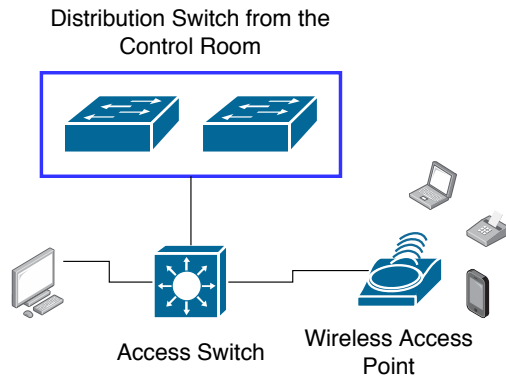 Distribution Switch from the
Control Room
Access Switch
Wireless Access
Point